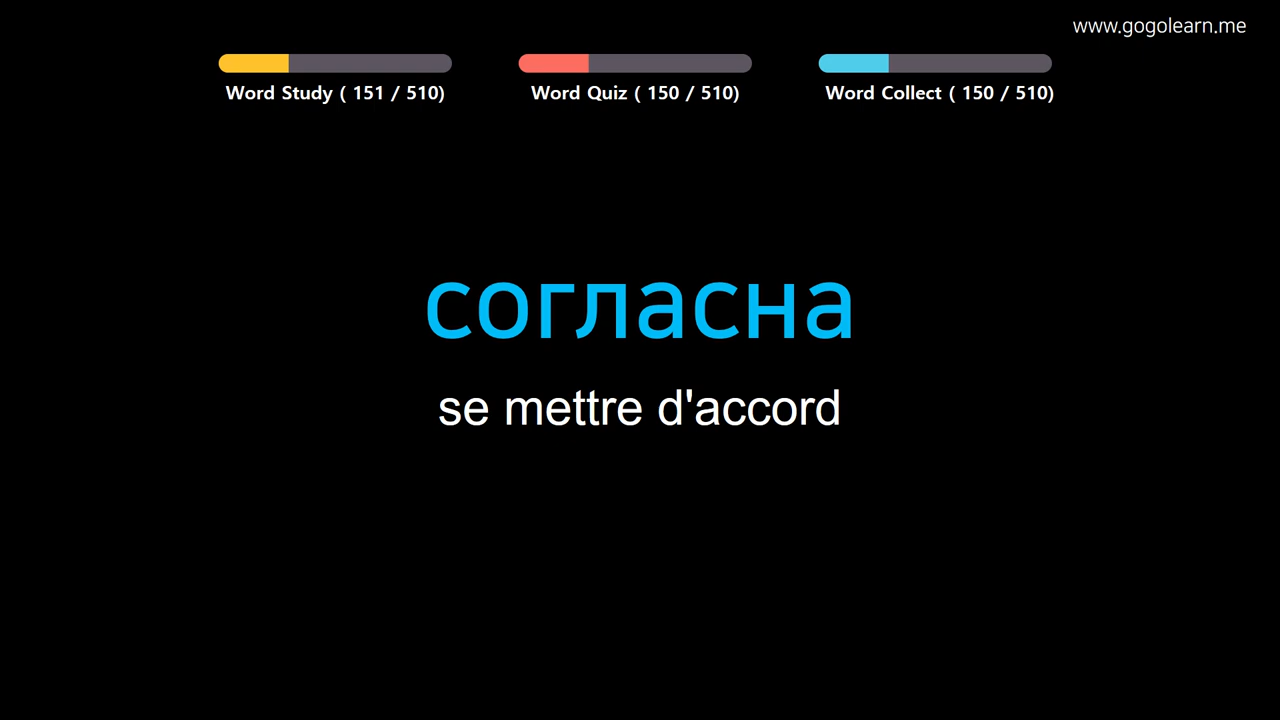 www.gogolearn.me
Word Study ( 151 / 510)
Word Quiz ( 150 / 510)
Word Collect ( 150 / 510)
согласна
se mettre d'accord